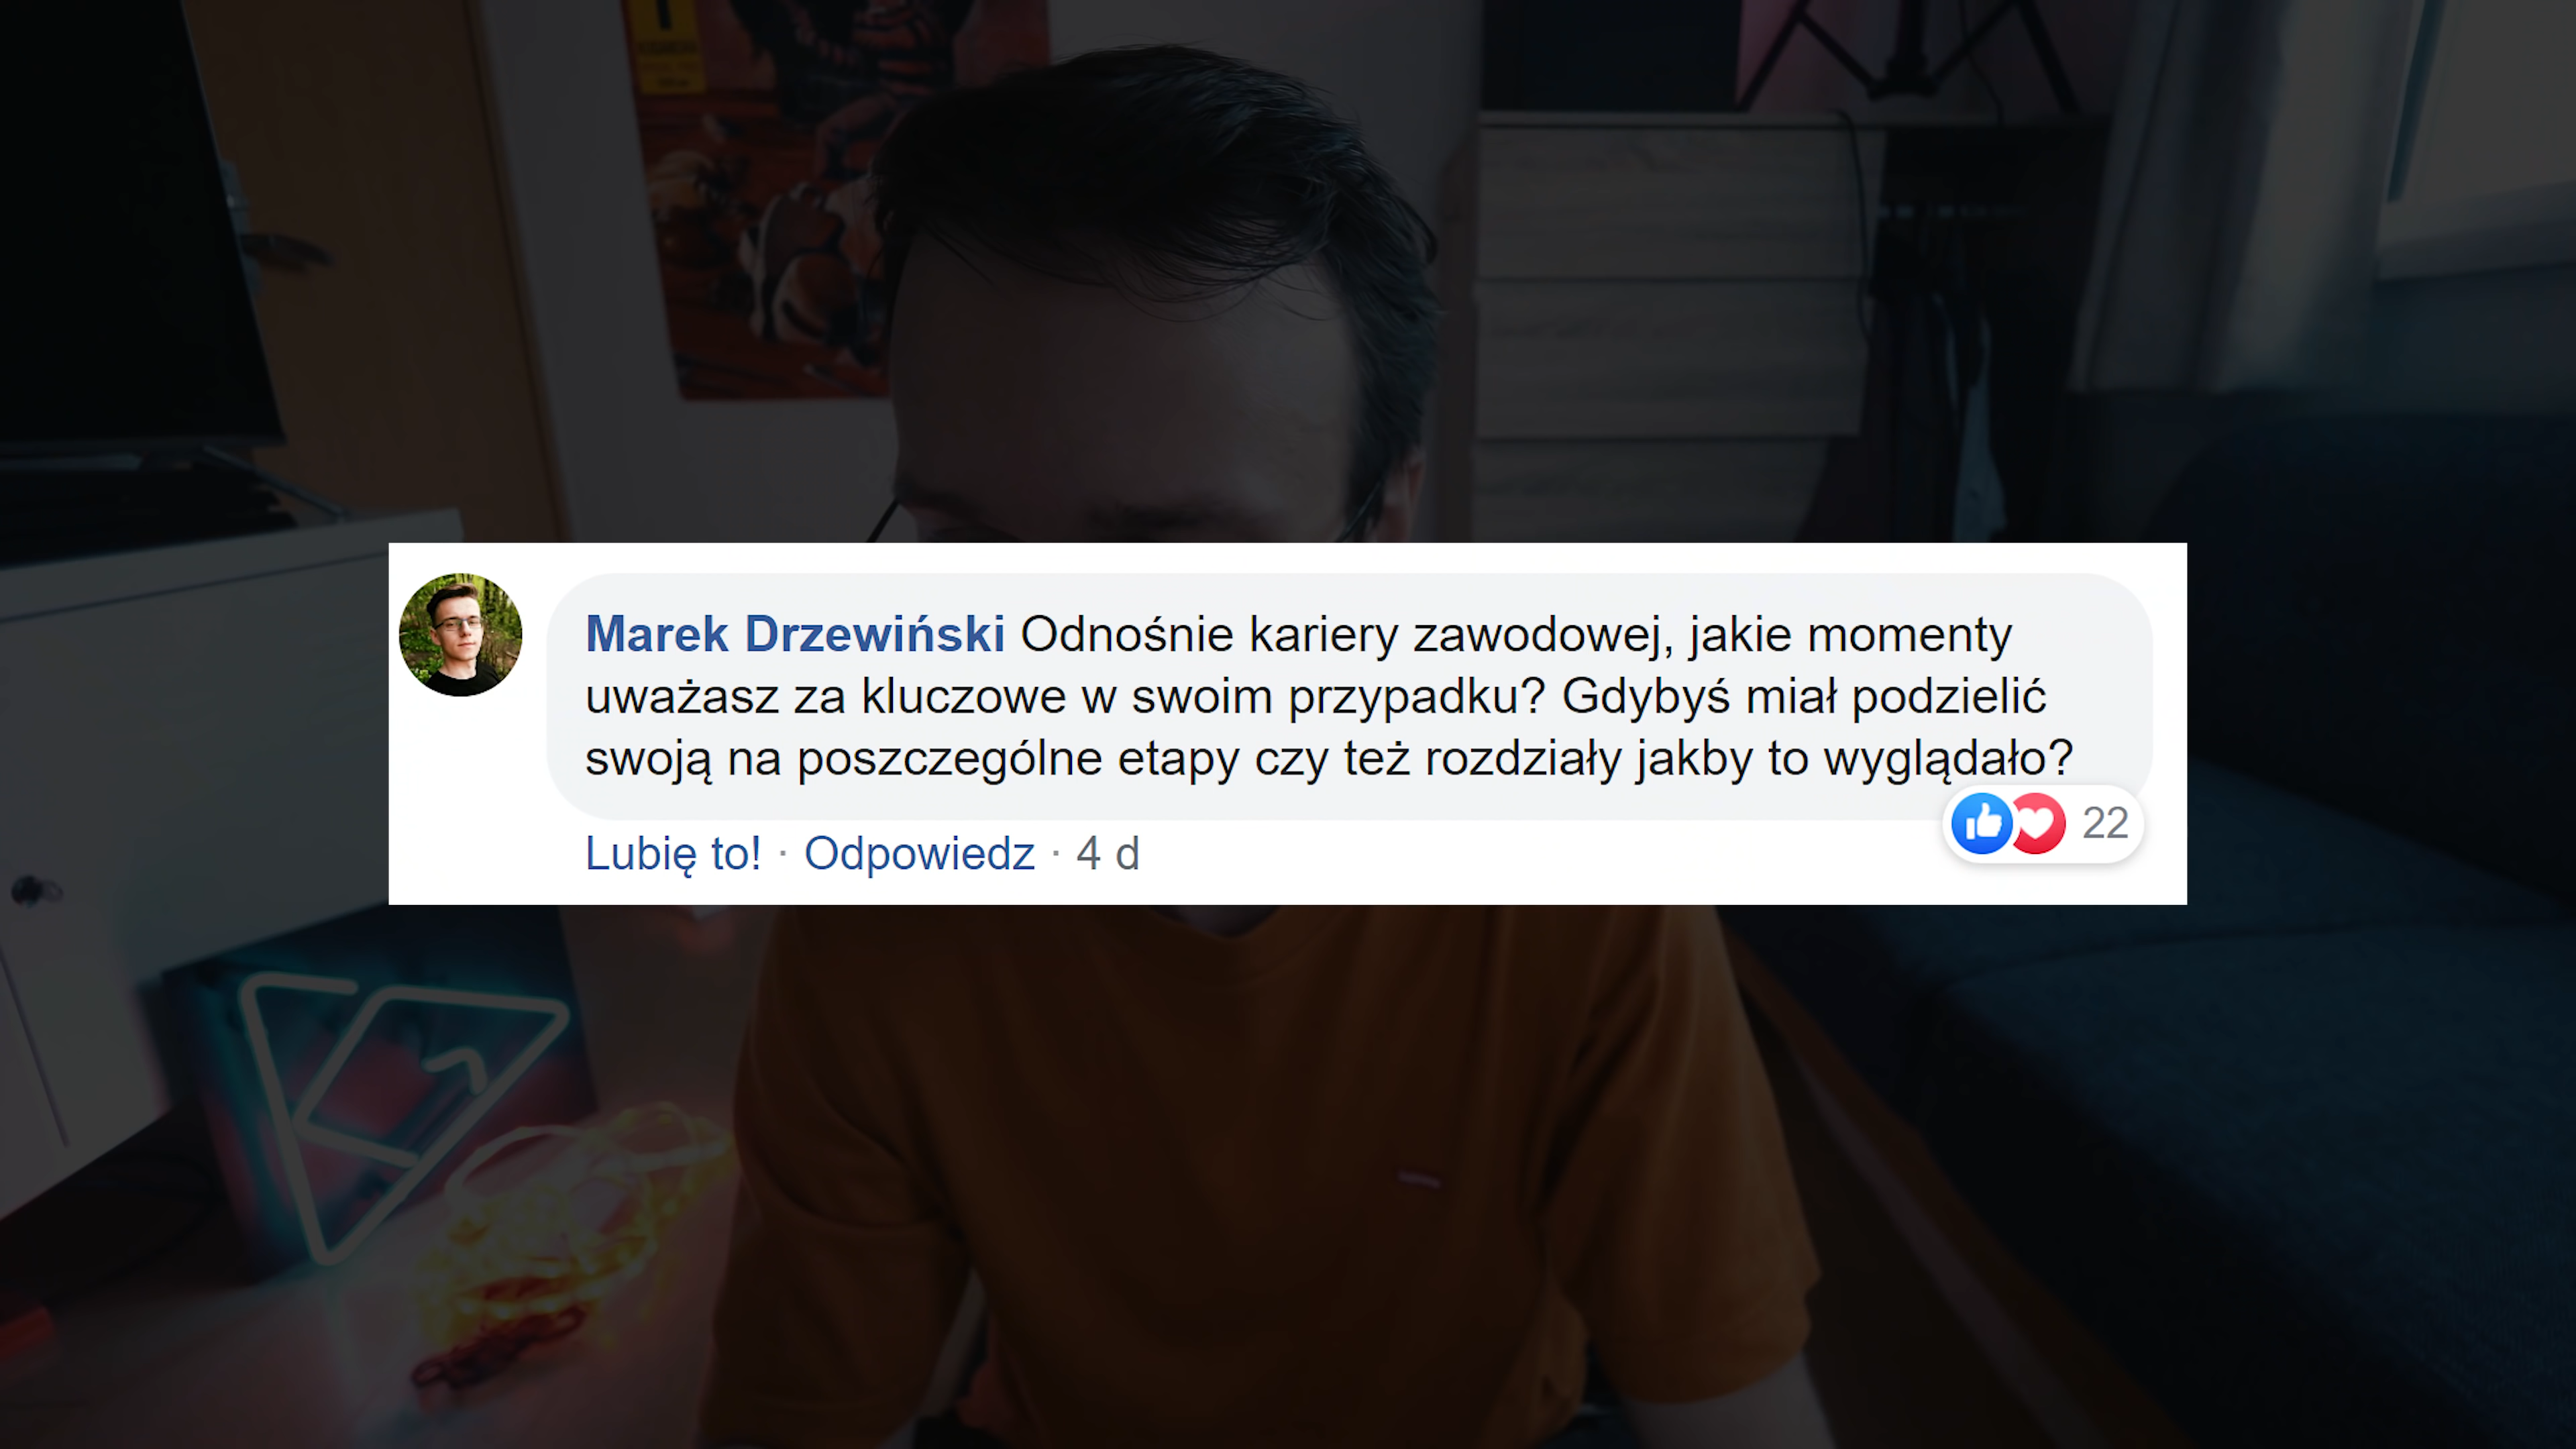 Marek Drzewiński Odnośnie kariery zawodowej, jakie momenty
uważasz za kluczowe w swoim przypadku? Gdybyś miał podzielić
swoją na poszczególne etapy czy też rozdziały jakby to wyglądało?
22
Lubię to! · Odpowiedz · 4 d